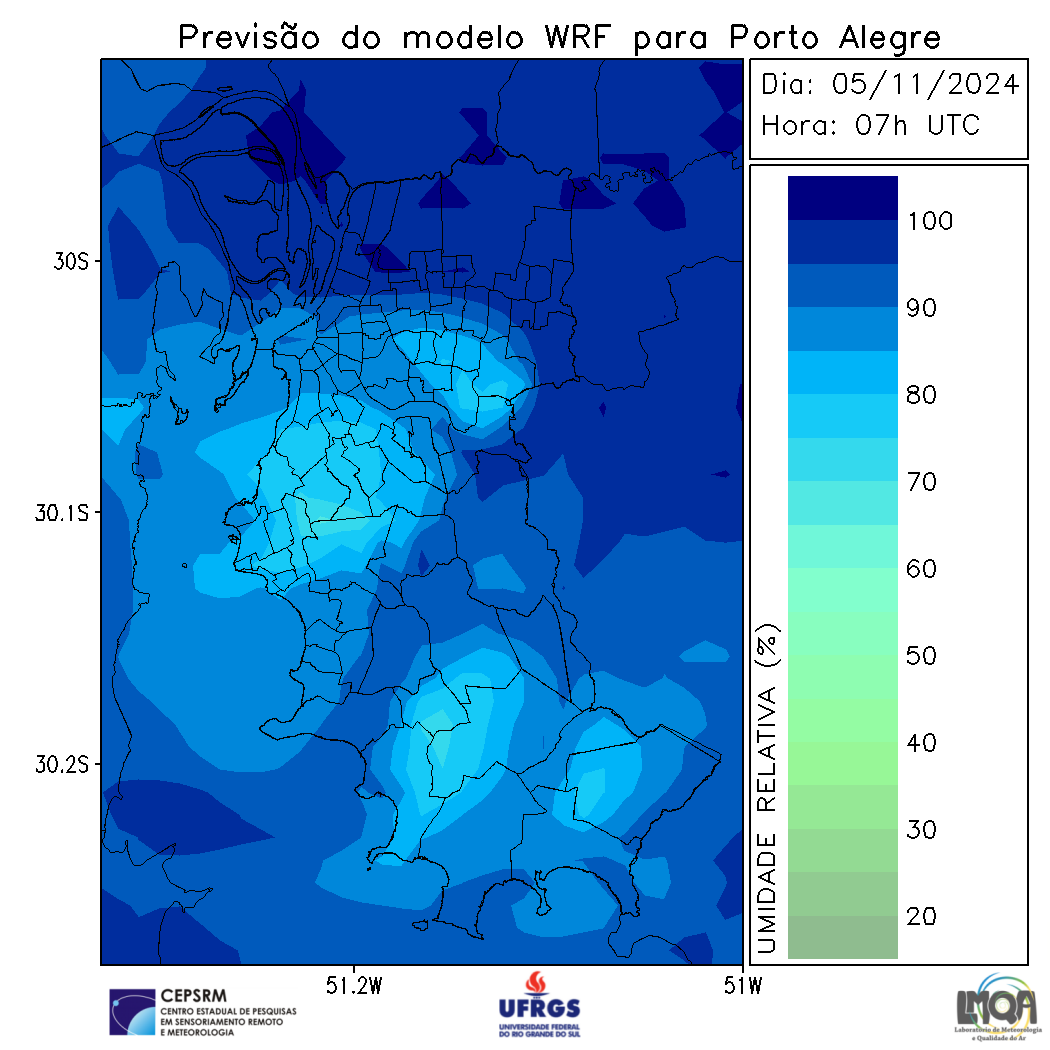 Previsão do modelo WRF para Porto Alegre
Dia: 05/11/2024
Hora: 07h UTC
100
90
80
70
60
50
40
30
20
UMIDADE RELATIVA (%)
30S
30.1S
30.2S
51.2W
51W
CEPSRM
CENTRO ESTADUAL DE PESQUISAS
EM SENSORIAMENTO REMOTO
E METEOROLOGIA
UFRGS
UNIVERSIDADE FEDERAL
DO RIO GRANDE DO SUL
LMQA
Laboratório de Meteorologia
e Qualidade do Ar